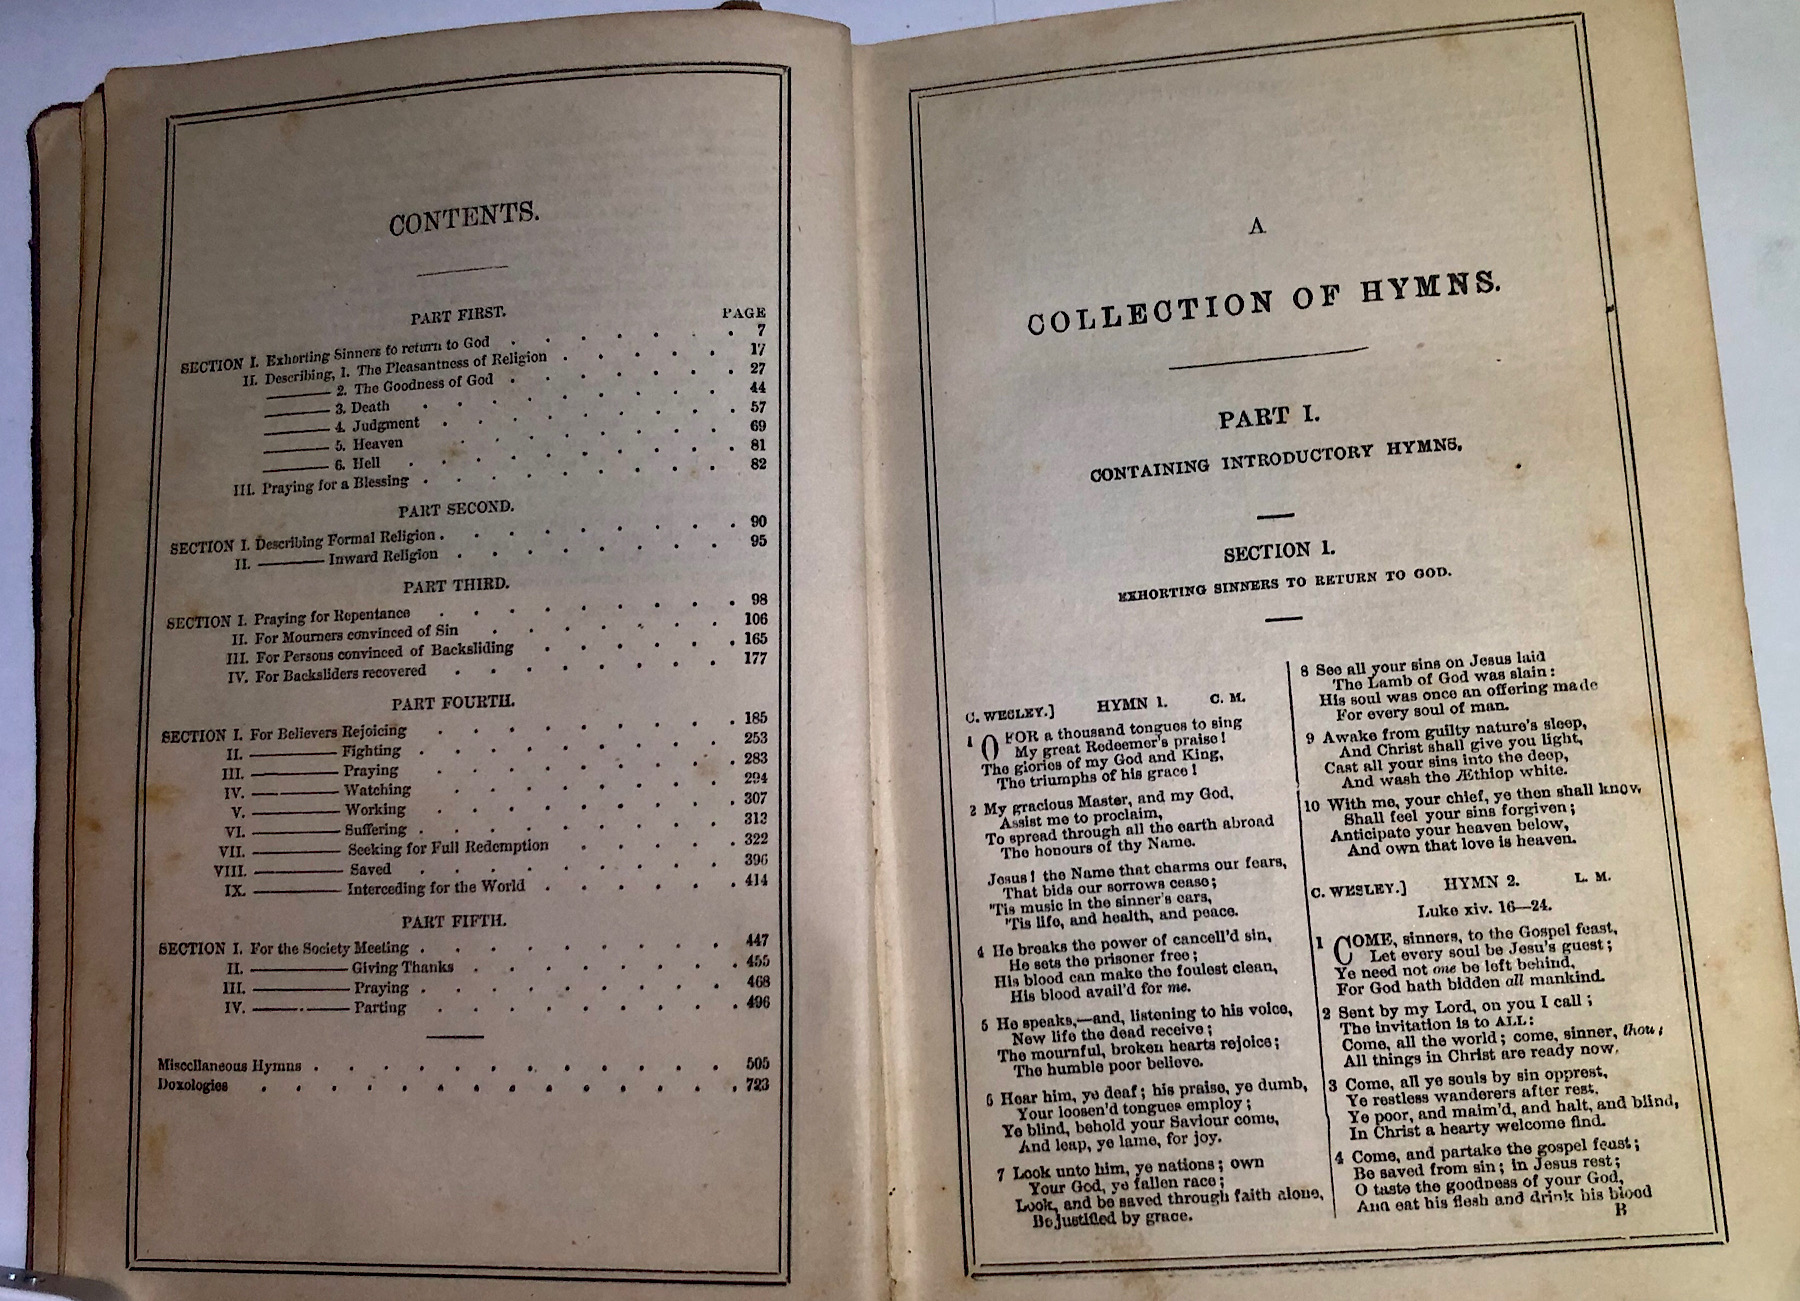 CONTENTS.
PART FIRST.
PAGE
SECTION I. Exhorting Sinners to return to God . . . . . . 7
II. Describing, 1. The Pleasantness of Religion . . . . . 17
——— 2. The Goodness of God . . . . . . 27
——— 3. Death . . . . . . . . 44
——— 4. Judgment . . . . . . . . 57
——— 5. Heaven . . . . . . . 69
——— 6. Hell . . . . . . . . 81
III. Praying for a Blessing . . . . . . . . 82
PART SECOND.
SECTION I. Describing Formal Religion . . . . . . . . 90
II. ——— Inward Religion . . . . . . . 95
PART THIRD.
SECTION I. Praying for Repentance . . . . . . . . 98
II. For Mourners convinced of Sin . . . . . . 106
III. For Persons convinced of Backsliding . . . . . 165
IV. For Backsliders recovered . . . . . . . 177
PART FOURTH.
SECTION I. For Believers Rejoicing . . . . . . . . 185
II. ——— Fighting . . . . . . . . 253
III. ——— Praying . . . . . . . . 283
IV. ——— Watching . . . . . . . . 294
V. ——— Working . . . . . . . . 307
VI. ——— Suffering . . . . . . . . 313
VII. ——— Seeking for Full Redemption . . . . . 322
VIII. ——— Saved . . . . . . . . 396
IX. ——— Interceding for the World . . . . . . 414
PART FIFTH.
SECTION I. For the Society Meeting . . . . . . . . 447
II. ——— Giving Thanks . . . . . . . 455
III. ——— Praying . . . . . . . . 468
IV. ——— Parting . . . . . . . . 496
Miscellaneous Hymns . . . . . . . . . . 505
Doxologies . . . . . . . . . . . . . . 723
A
COLLECTION OF HYMNS.
PART I.
CONTAINING INTRODUCTORY HYMNS.
SECTION I.
EXHORTING SINNERS TO RETURN TO GOD.
C. WESLEY.] HYMN 1. C. M.
1 O FOR a thousand tongues to sing
My great Redeemer's praise!
The glories of my God and King,
The triumphs of his grace!
2 My gracious Master, and my God,
Assist me to proclaim,
To spread through all the earth abroad
The honours of thy Name.
Jesus! the Name that charms our fears,
That bids our sorrows cease;
'Tis music in the sinner's ears,
'Tis life, and health, and peace.
4 He breaks the power of cancell'd sin,
He sets the prisoner free;
His blood can make the foulest clean,
His blood avail'd for me.
5 He speaks,—and, listening to his voice,
New life the dead receive;
The mournful, broken hearts rejoice;
The humble poor believe.
6 Hear him, ye deaf; his praise, ye dumb,
Your loosen'd tongues employ;
Ye blind, behold your Saviour come,
And leap, ye lame, for joy.
7 Look unto him, ye nations; own
Your God, ye fallen race;
Look, and be saved through faith alone,
Be justified by grace.
8 See all your sins on Jesus laid
The Lamb of God was slain:
His soul was once an offering made
For every soul of man.
9 Awake from guilty nature's sleep,
And Christ shall give you light,
Cast all your sins into the deep,
And wash the Æthiop white.
10 With me, your chief, ye then shall know,
Shall feel your sins forgiven;
Anticipate your heaven below,
And own that love is heaven.
C. WESLEY.] HYMN 2. L. M.
Luke xiv. 16—24.
1 COME, sinners, to the Gospel feast,
Let every soul be Jesu's guest;
Ye need not one be left behind,
For God hath bidden all mankind.
2 Sent by my Lord, on you I call;
The invitation is to ALL:
Come, all the world; come, sinner, thou;
All things in Christ are ready now.
3 Come, all ye souls by sin opprest,
Ye restless wanderers after rest,
Ye poor, and maim'd, and halt, and blind,
In Christ a hearty welcome find.
4 Come, and partake the gospel feast;
Be saved from sin; in Jesus rest;
O taste the goodness of your God,
And eat his flesh and drink his blood
B